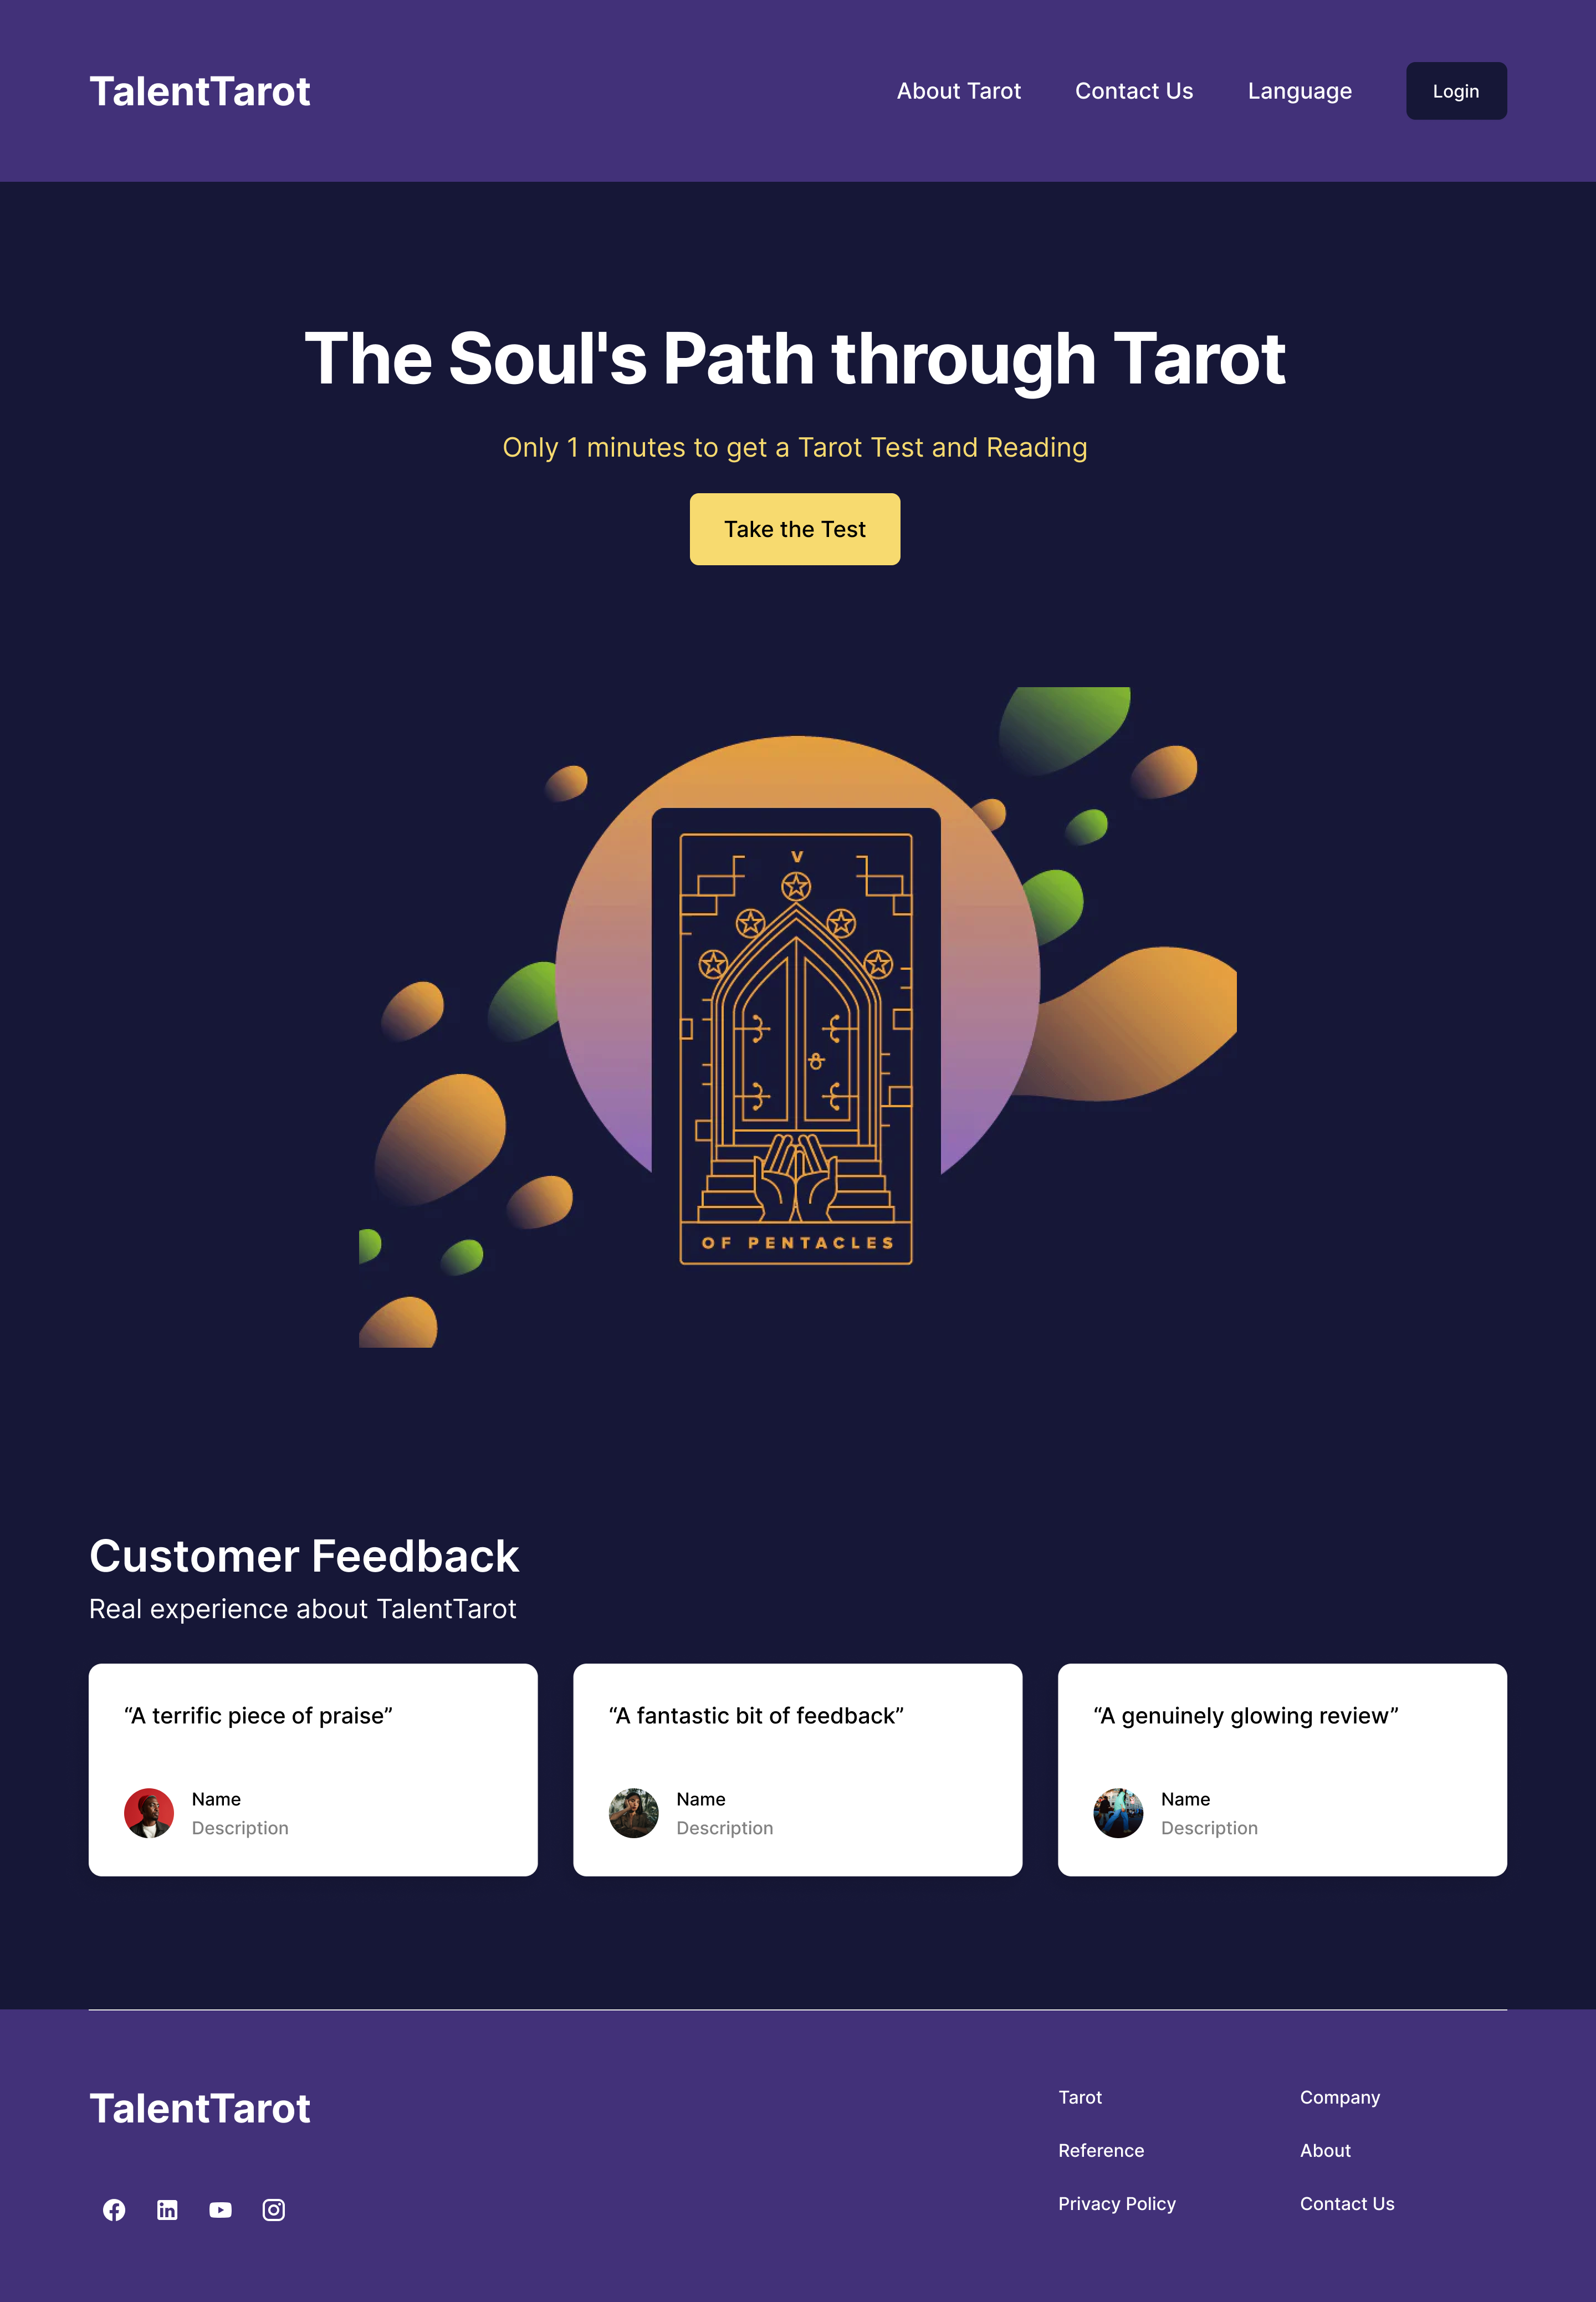 TalentTarot
About Tarot
Contact Us
Language
Login
The Soul's Path through Tarot
Only 1 minutes to get a Tarot Test and Reading
Take the Test
V
OF PENTACLES
Customer Feedback
Real experience about TalentTarot
“A terrific piece of praise”
Name
Description
“A fantastic bit of feedback”
Name
Description
“A genuinely glowing review”
Name
Description
TalentTarot
Tarot
Reference
Privacy Policy
Company
About
Contact Us